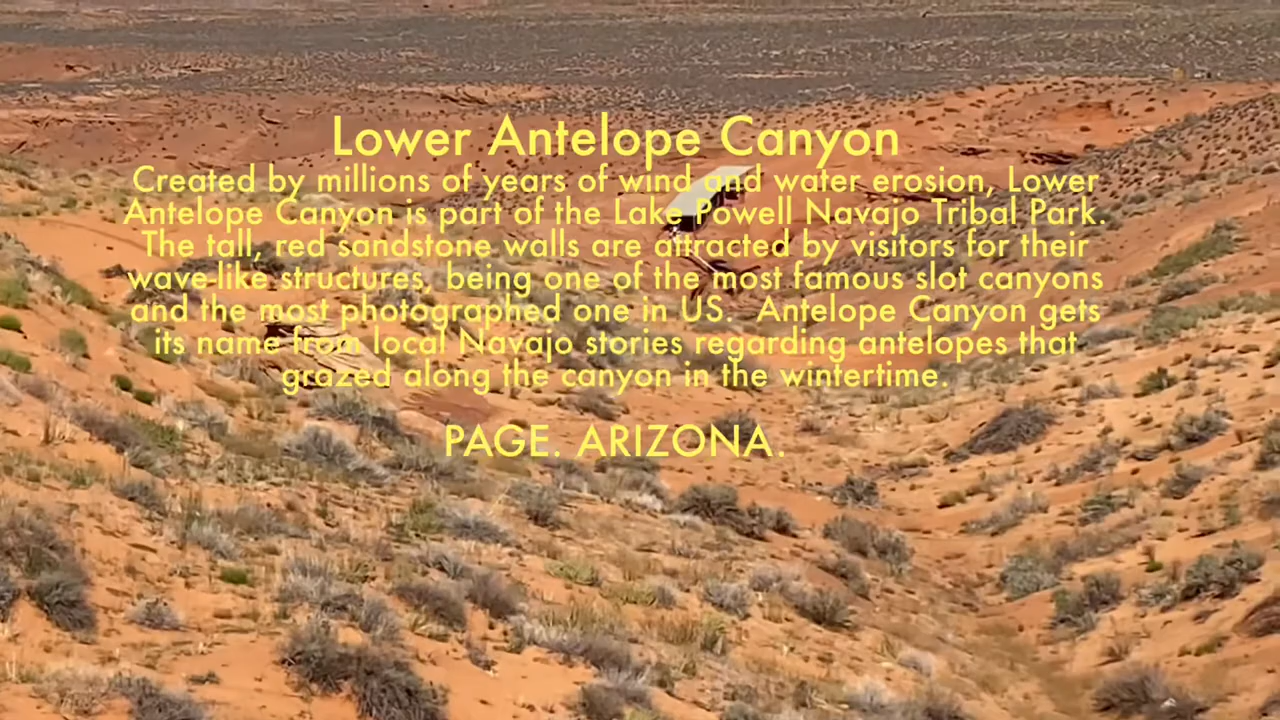 Lower Antelope Canyon
Created by millions of years of wind and water erosion, Lower
Antelope Canyon is part of the Lake Powell Navajo Tribal Park.
The tall, red sandstone walls are attracted by visitors for their
wave-like structures, being one of the most famous slot canyons
and the most photographed one in US.  Antelope Canyon gets
its name from local Navajo stories regarding antelopes that
grazed along the canyon in the wintertime.
PAGE. ARIZONA.